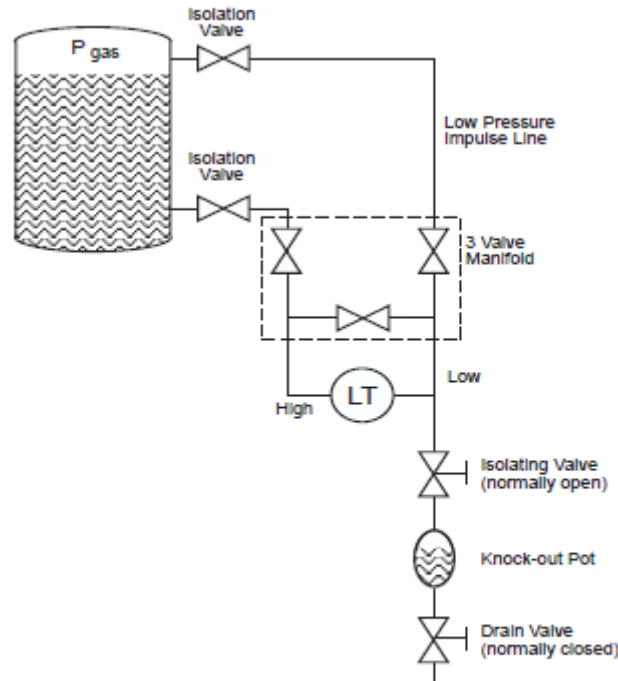 Isolation
Valve
P gas
Low Pressure
Impulse Line
Isolation
Valve
3 Valve
Manifold
LT
Low
High
Isolating Valve
(normally open)
Knock-out Pot
Drain Valve
(normally closed)